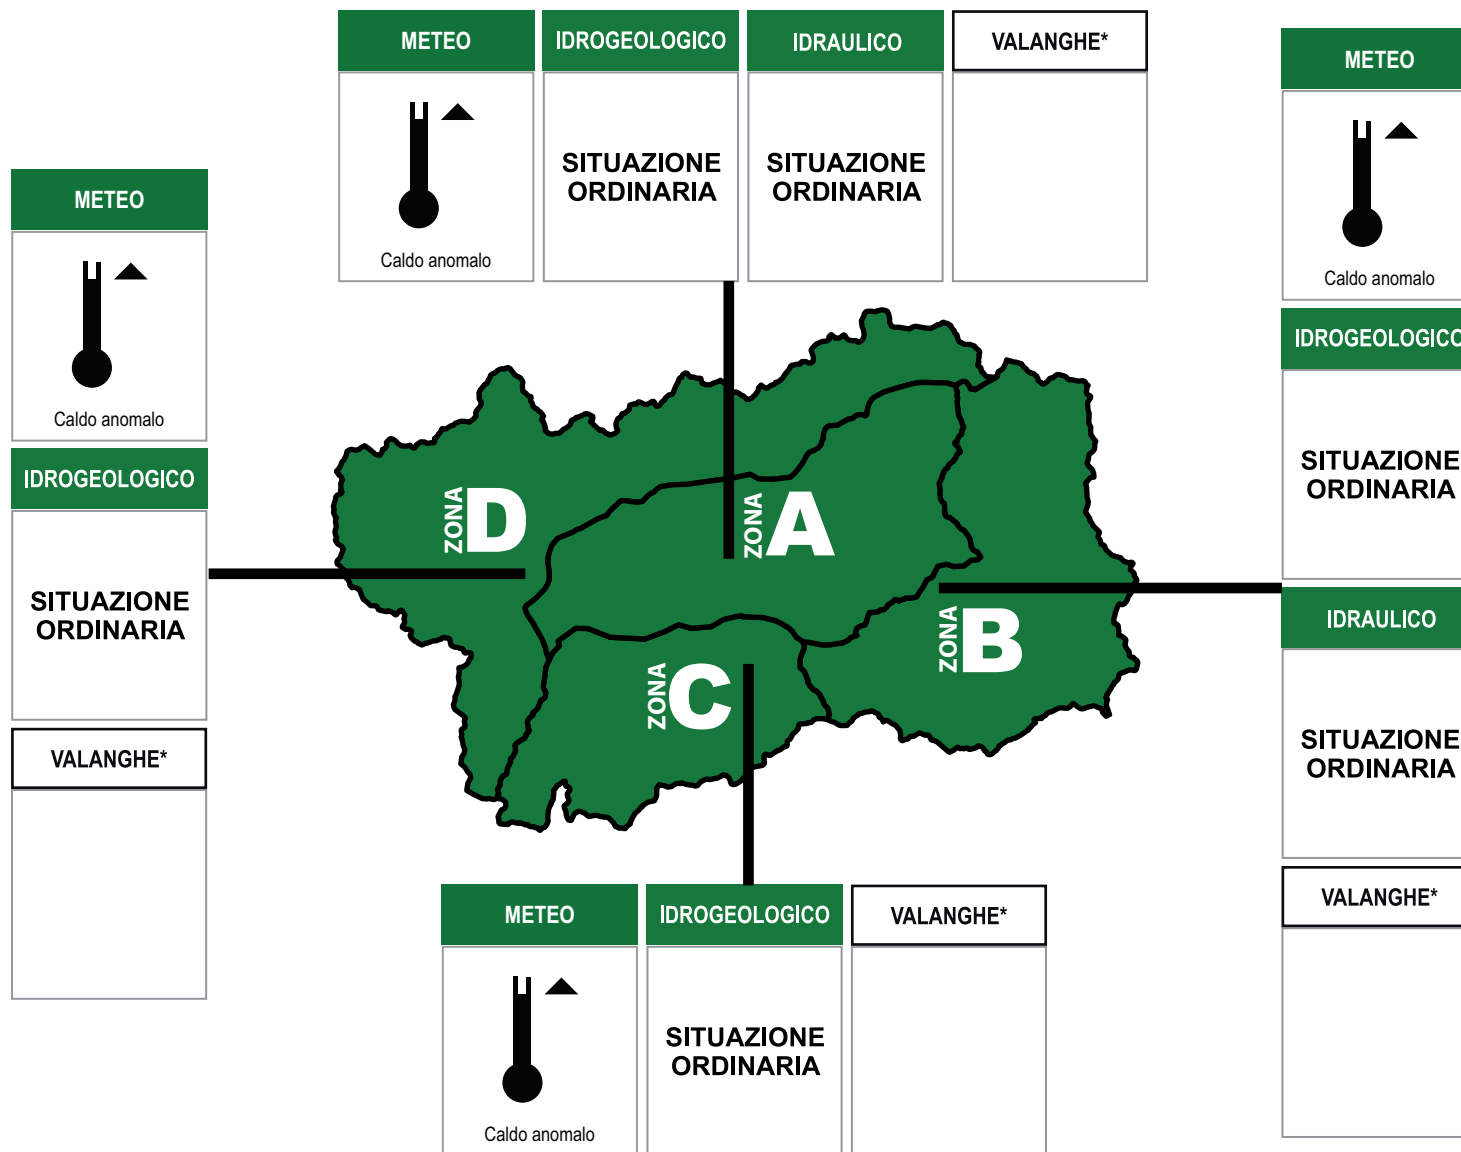 METEO
IDROGEOLOGICO
IDRAULICO
VALANGHE*
Caldo anomalo
SITUAZIONE
ORDINARIA
SITUAZIONE
ORDINARIA
METEO
Caldo anomalo
IDROGEOLOGICO
SITUAZIONE
ORDINARIA
VALANGHE*
METEO
Caldo anomalo
IDROGEOLOGICO
SITUAZIONE
ORDINARIA
IDRAULICO
SITUAZIONE
ORDINARIA
VALANGHE*
ZONA D
ZONA A
ZONA B
ZONA C
METEO
IDROGEOLOGICO
VALANGHE*
Caldo anomalo
SITUAZIONE
ORDINARIA